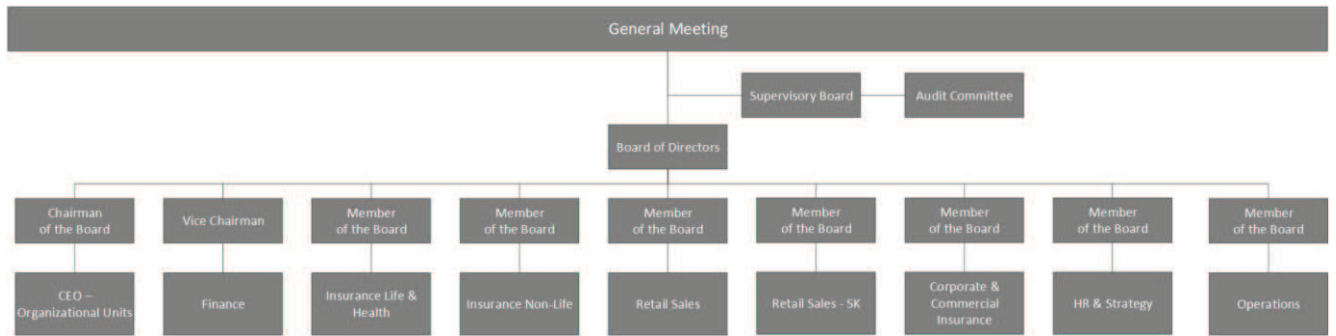 General Meeting
Supervisory Board
Audit Committee
Board of Directors
Chairman
of the Board
Vice Chairman
Member
of the Board
Member
of the Board
Member
of the Board
Member
of the Board
Member
of the Board
Member
of the Board
Member
of the Board
CEO –
Organizational Units
Finance
Insurance Life &
Health
Insurance Non-Life
Retail Sales
Retail Sales - SK
Corporate &
Commercial
Insurance
HR & Strategy
Operations